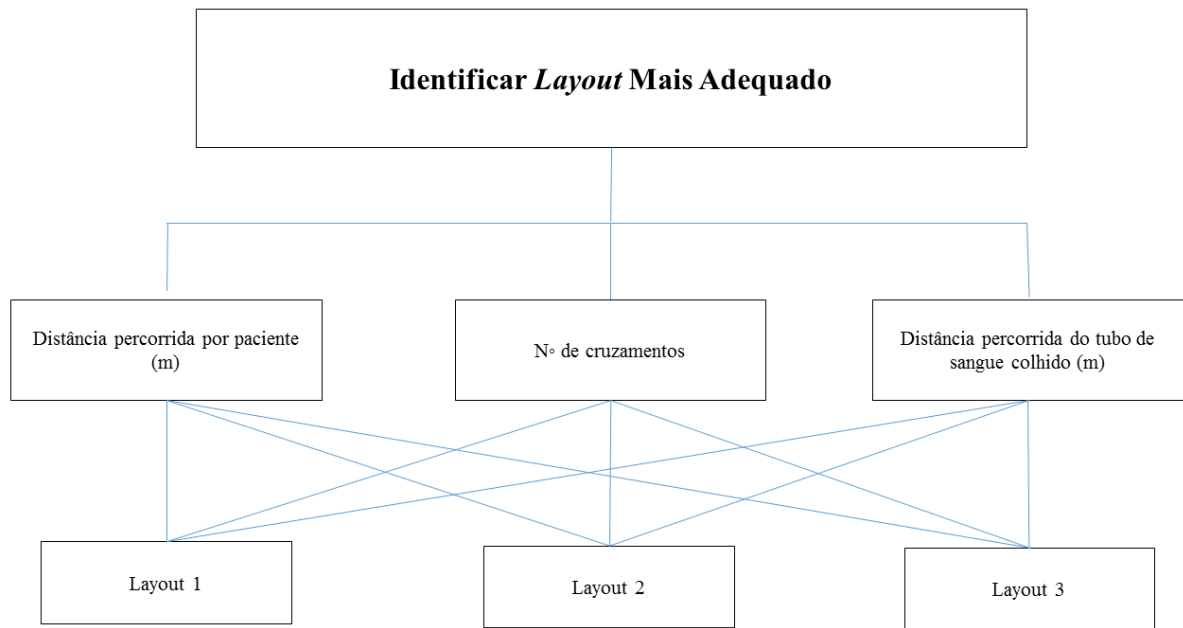 Identificar Layout Mais Adequado
Distância percorrida por paciente
(m)
N◦ de cruzamentos
Distância percorrida do tubo de
sangue colhido (m)
Layout 1
Layout 2
Layout 3